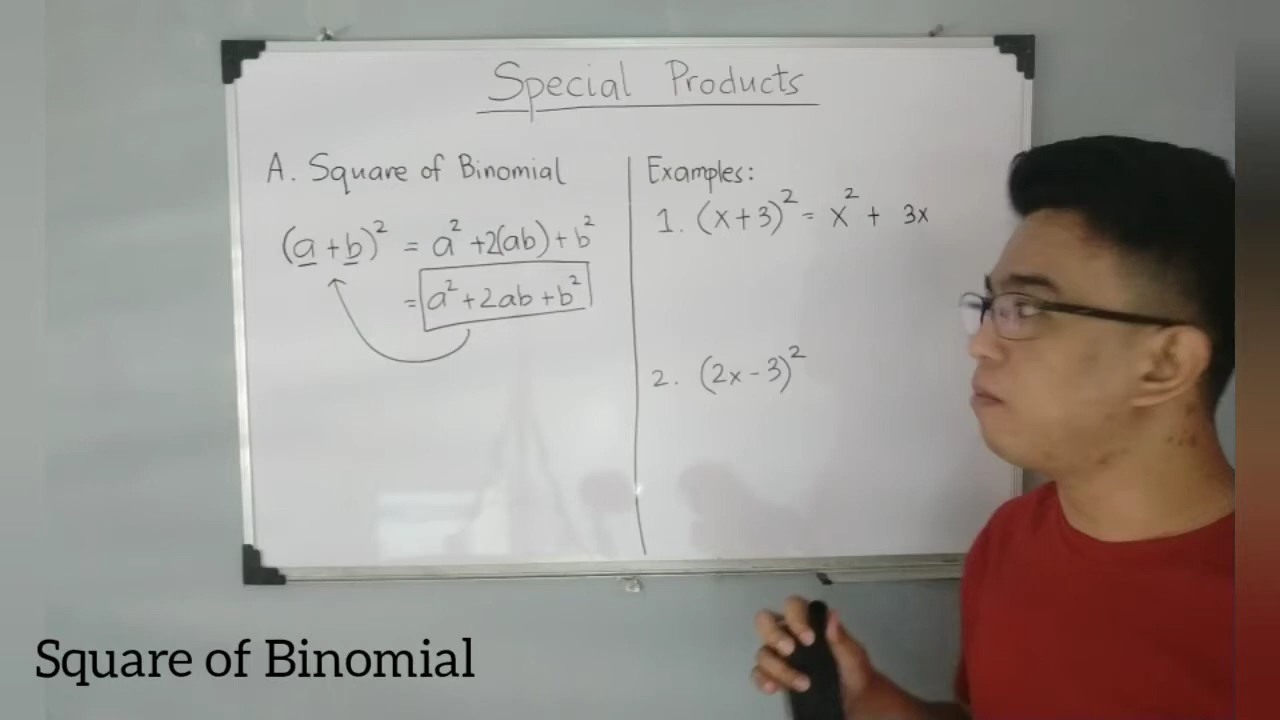 Special Products
A. Square of Binomial
(a + b)² = a² + 2(ab) + b²
= a² + 2ab + b²
Examples:
1. (x + 3)² = x² + 3x
2. (2x - 3)²
Square of Binomial